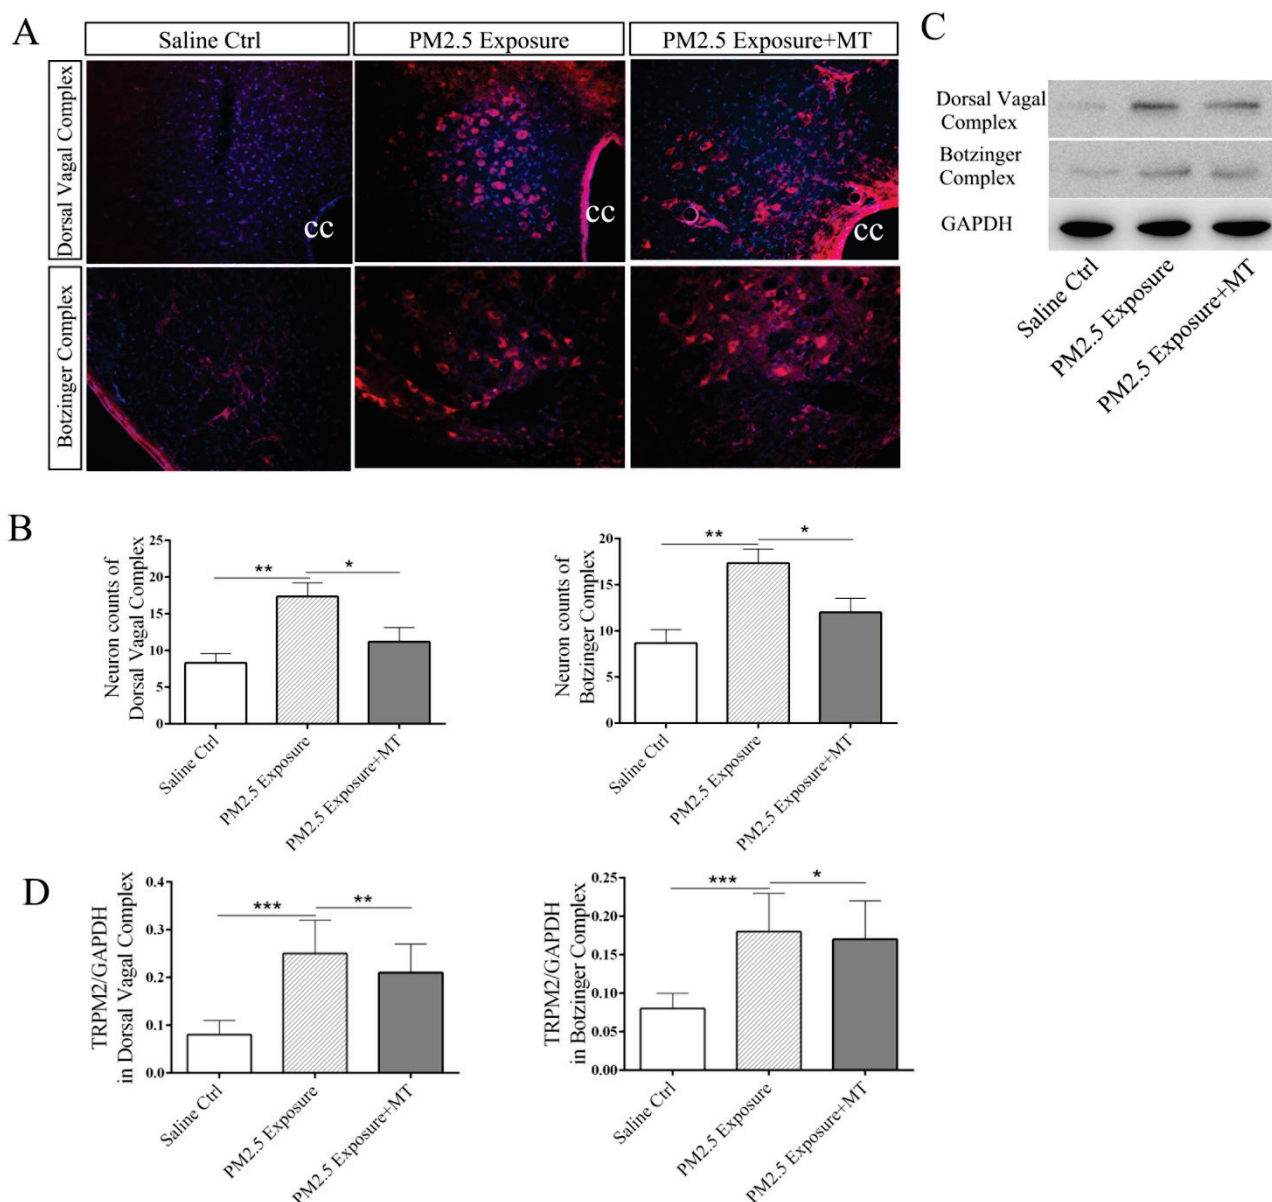 A
Saline Ctrl
PM2.5 Exposure
PM2.5 Exposure+MT
Dorsal Vagal Complex
cc
cc
cc
Botzinger Complex
C
Dorsal Vagal
Complex
Botzinger
Complex
GAPDH
Saline Ctrl
PM2.5 Exposure
PM2.5 Exposure+MT
B
Neuron counts of
Dorsal Vagal Complex
25
20
15
10
5
0
**
*
Saline Ctrl
PM2.5 Exposure
PM2.5 Exposure+MT
Neuron counts of
Botzinger Complex
20
15
10
5
0
**
*
Saline Ctrl
PM2.5 Exposure
PM2.5 Exposure+MT
D
TRPM2/GAPDH
in Dorsal Vagal Complex
0.4
0.3
0.2
0.1
0.0
***
**
Saline Ctrl
PM2.5 Exposure
PM2.5 Exposure+MT
TRPM2/GAPDH
in Botzinger Complex
0.25
0.20
0.15
0.10
0.05
0.00
***
*
Saline Ctrl
PM2.5 Exposure
PM2.5 Exposure+MT